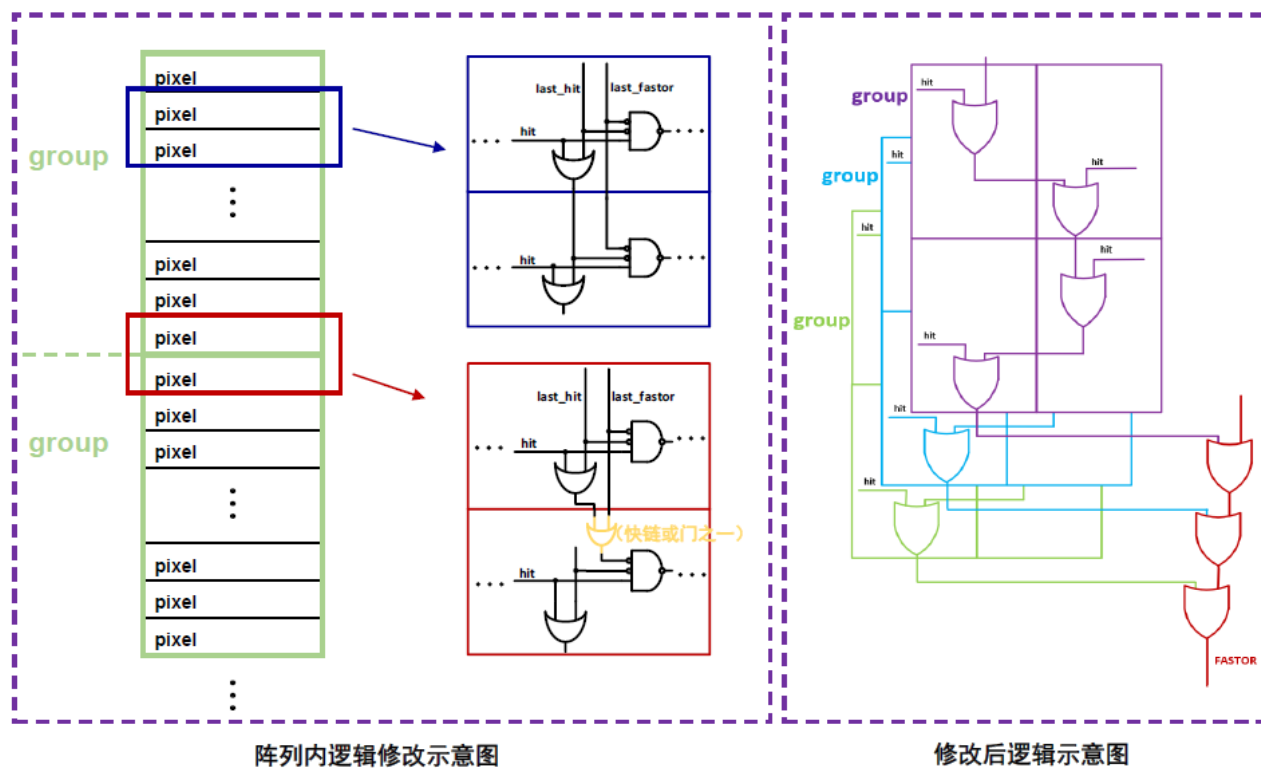 group
pixel
pixel
pixel
pixel
pixel
pixel
group
pixel
pixel
pixel
pixel
pixel
pixel
last_hit
last_fastor
hit
hit
last_hit
last_fastor
hit
(快链或门之一)
hit
group
hit
hit
hit
hit
group
hit
hit
group
hit
hit
FASTOR
阵列内逻辑修改示意图
修改后逻辑示意图